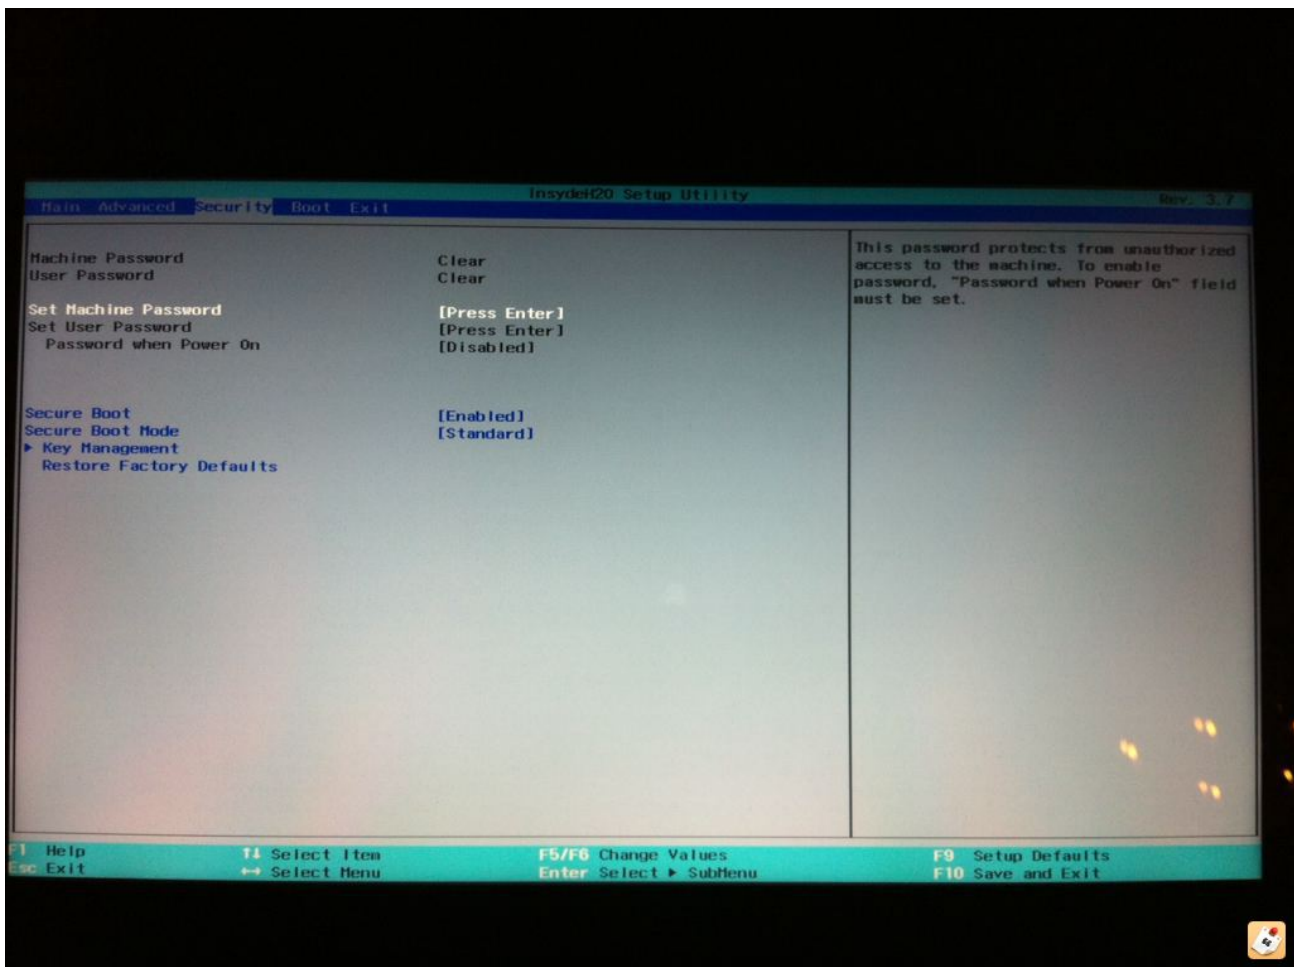 InsydeH20 Setup Utility Rev. 3.7
Main Advanced Security Boot Exit
Machine Password Clear
User Password Clear
Set Machine Password [Press Enter]
Set User Password [Press Enter]
Password when Power On [Disabled]
Secure Boot [Enabled]
Secure Boot Mode [Standard]
▶ Key Management
Restore Factory Defaults
This password protects from unauthorized
access to the machine. To enable
password, "Password when Power On" field
must be set.
F1 Help ↑↓ Select Item F5/F6 Change Values F9 Setup Defaults
Esc Exit ↔ Select Menu Enter Select ▶ SubMenu F10 Save and Exit